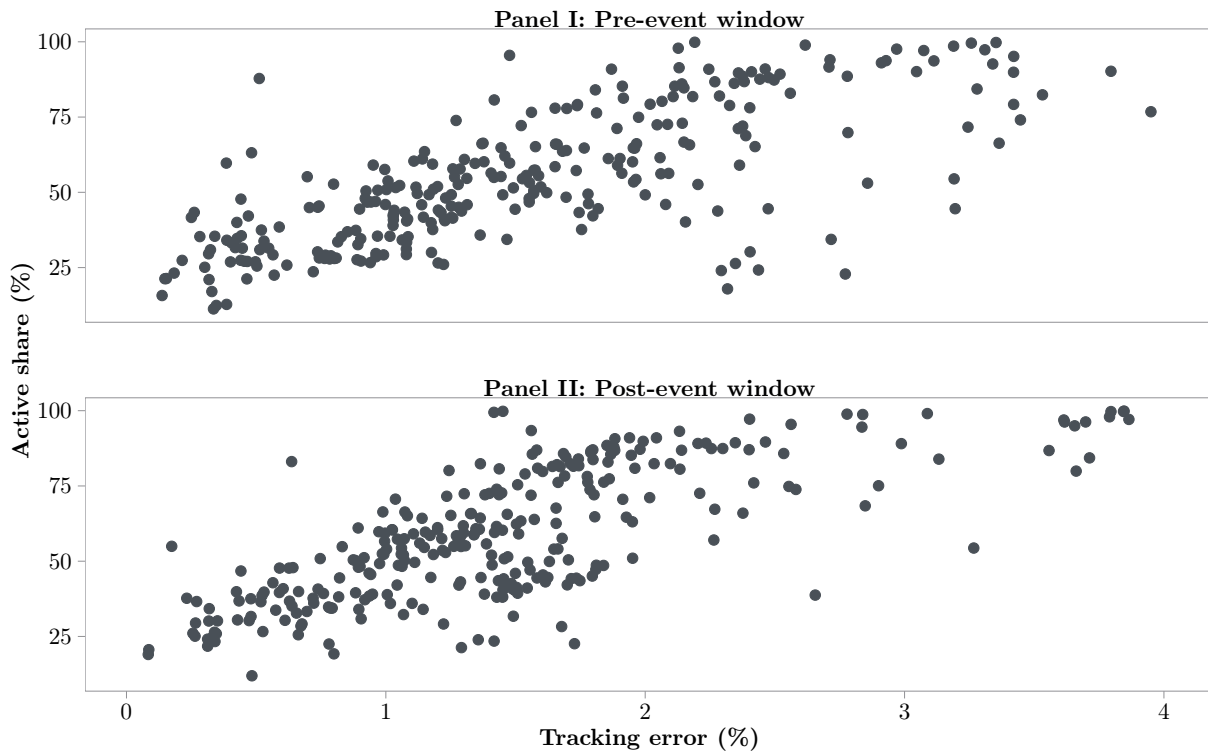 Panel I: Pre-event window
100
75
50
25
Active share (%)
Panel II: Post-event window
100
75
50
25
0 1 2 3 4
Tracking error (%)